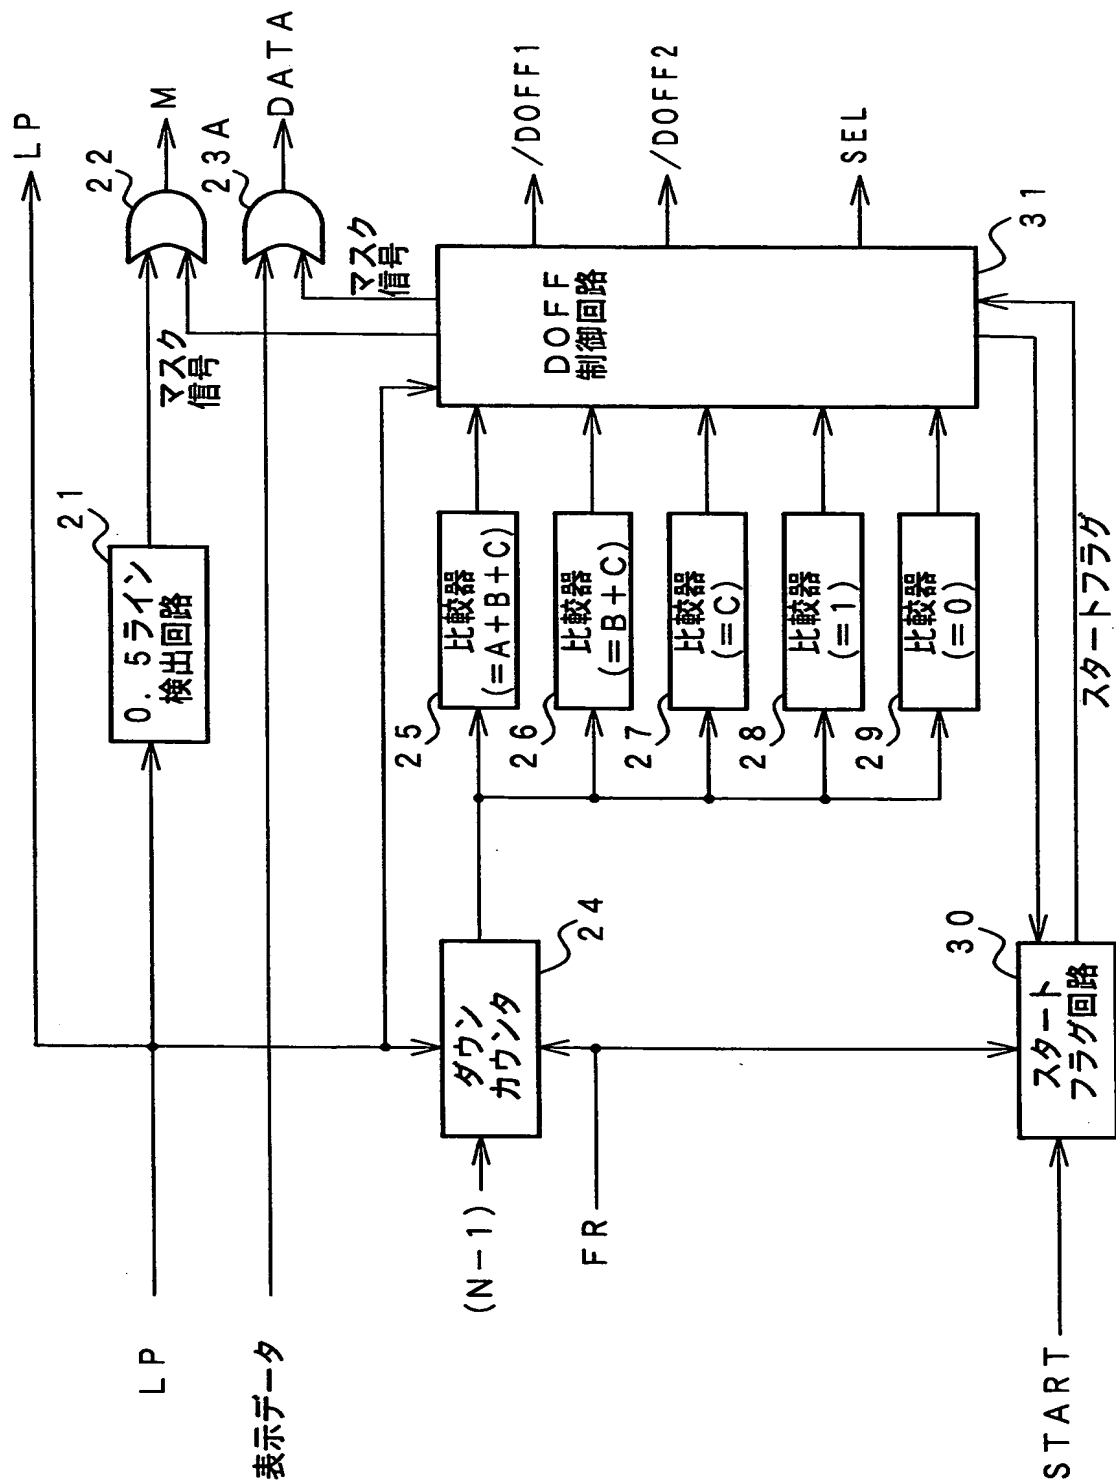 LP
M
22
23A
DATA
マスク
信号
マスク
信号
21
0.5ライン
検出回路
LP
表示データ
/DOFF1
/DOFF2
SEL
31
DOFF
制御回路
比較器
(=A+B+C)
25
比較器
(=B+C)
26
比較器
(=C)
27
比較器
(=1)
28
比較器
(=0)
29
ダウン
カウンタ
24
(N-1)
FR
30
スタート
フラグ回路
スタートフラグ
START